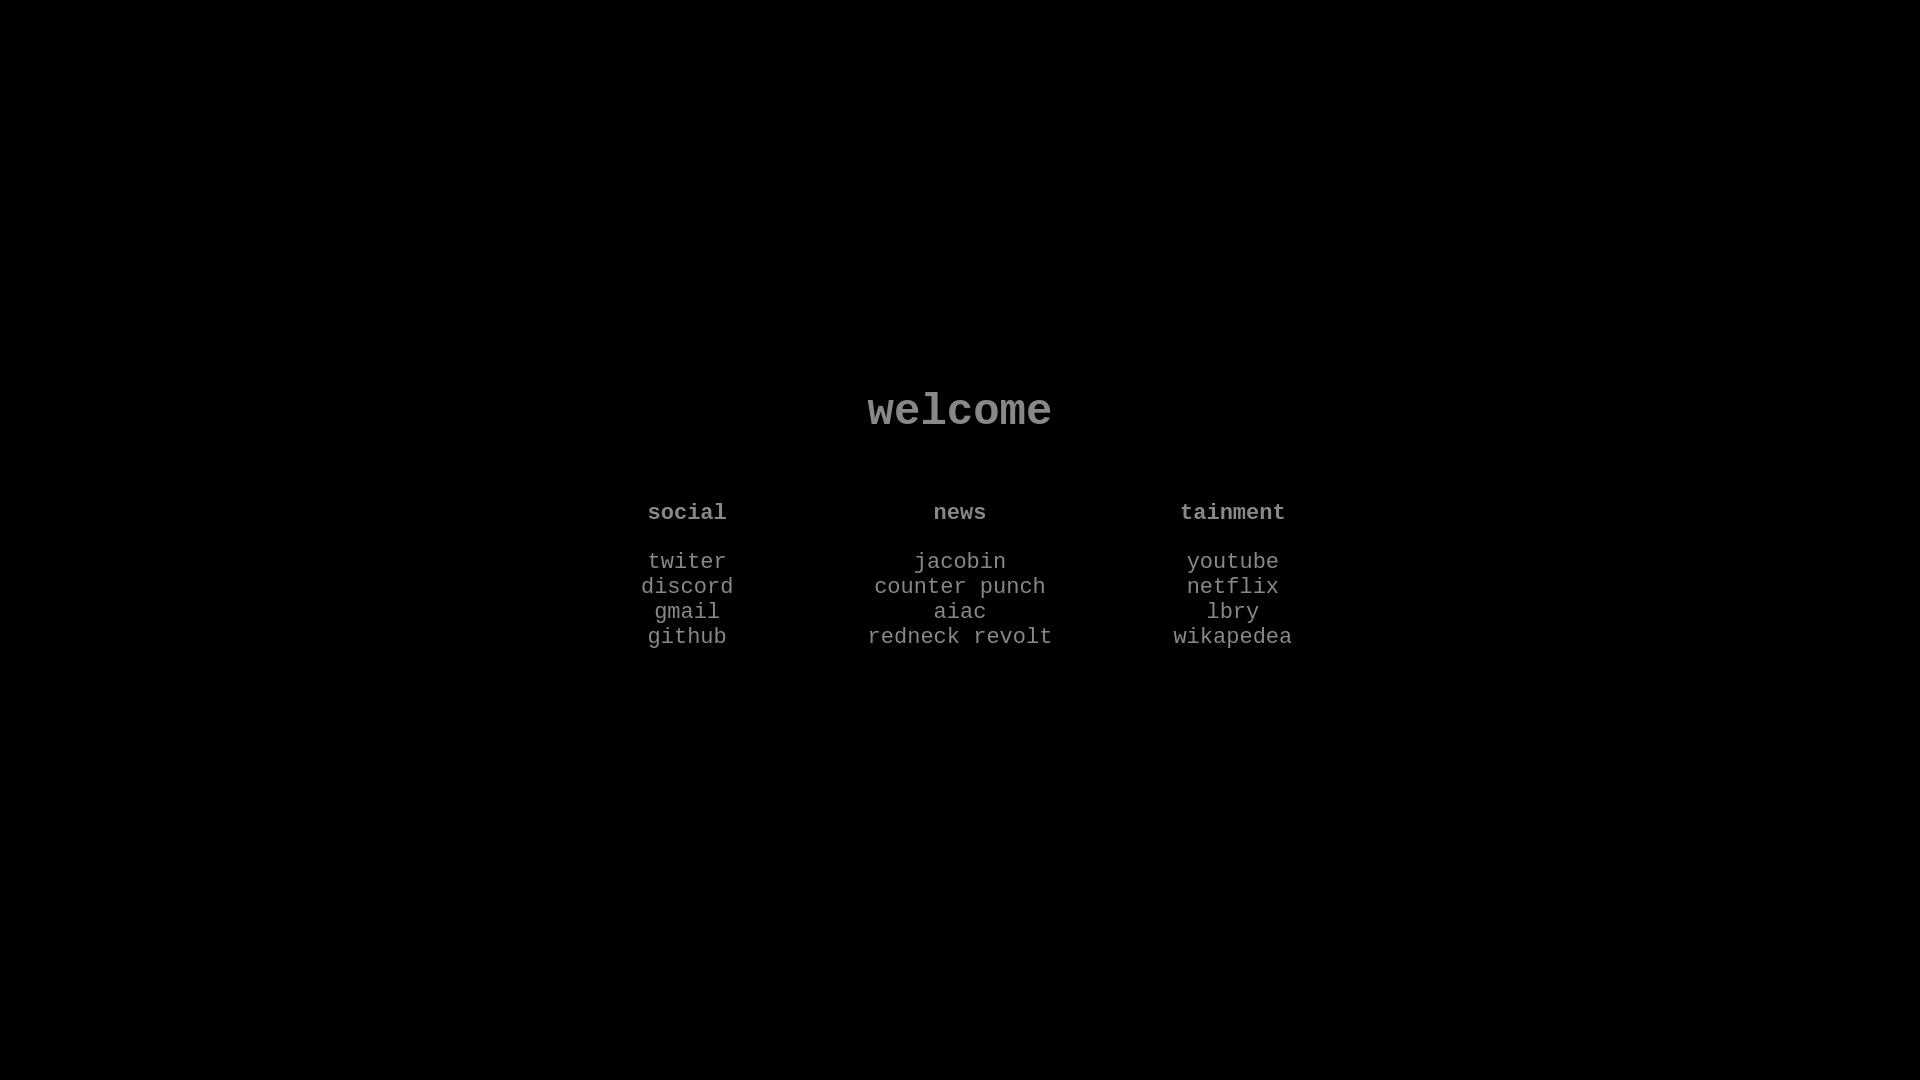 welcome
social
twiter
discord
gmail
github
news
jacobin
counter punch
aiac
redneck revolt
tainment
youtube
netflix
lbry
wikapedea